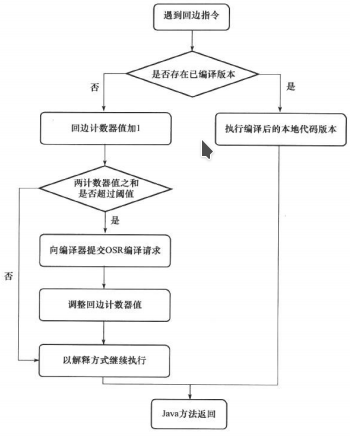 遇到回边指令
是否存在已编译版本
否
是
回边计数器值加1
执行编译后的本地代码版本
两计数器值之和
是否超过阈值
是
向编译器提交OSR编译请求
否
调整回边计数器值
以解释方式继续执行
Java方法返回